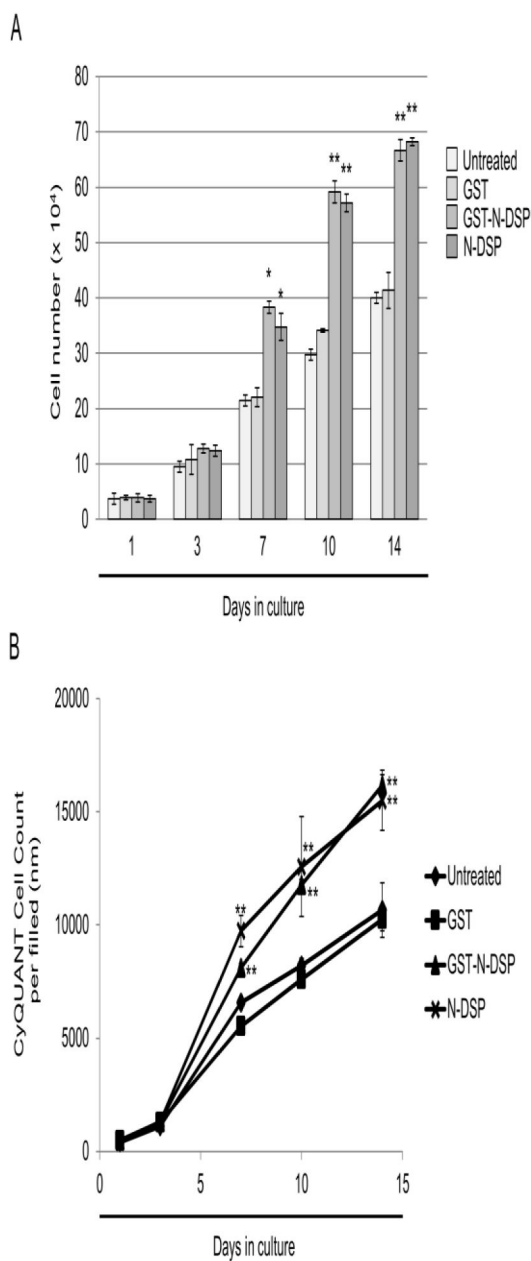 A
80
70
60
50
40
30
20
10
0
Cell number (x 10⁴)
* *
** **
** **
Untreated
GST
GST-N-DSP
N-DSP
1 3 7 10 14
Days in culture
B
20000
15000
10000
5000
0
CyQUANT Cell Count
per filled (nm)
**
**
**
**
**
**
Untreated
GST
GST-N-DSP
N-DSP
0 5 10 15
Days in culture